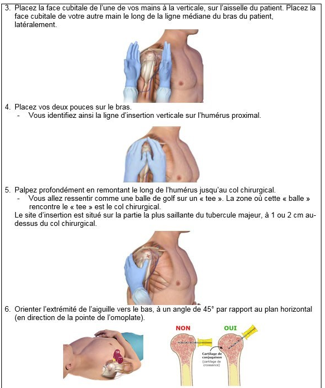 3. Placez la face cubitale de l'une de vos mains à la verticale, sur l'aisselle du patient. Placez la
face cubitale de votre autre main le long de la ligne médiane du bras du patient,
latéralement.
4. Placez vos deux pouces sur le bras.
- Vous identifiez ainsi la ligne d'insertion verticale sur l'humérus proximal.
5. Palpez profondément en remontant le long de l'humérus jusqu'au col chirurgical.
- Vous allez ressentir comme une balle de golf sur un « tee ». La zone où cette « balle »
rencontre le « tee » est le col chirurgical.
Le site d'insertion est situé sur la partie la plus saillante du tubercule majeur, à 1 ou 2 cm au-
dessus du col chirurgical.
6. Orienter l'extrémité de l'aiguille vers le bas, à un angle de 45° par rapport au plan horizontal
(en direction de la pointe de l'omoplate).
NON
OUI
Cartilage de
conjugaison
(cartilage de
croissance)